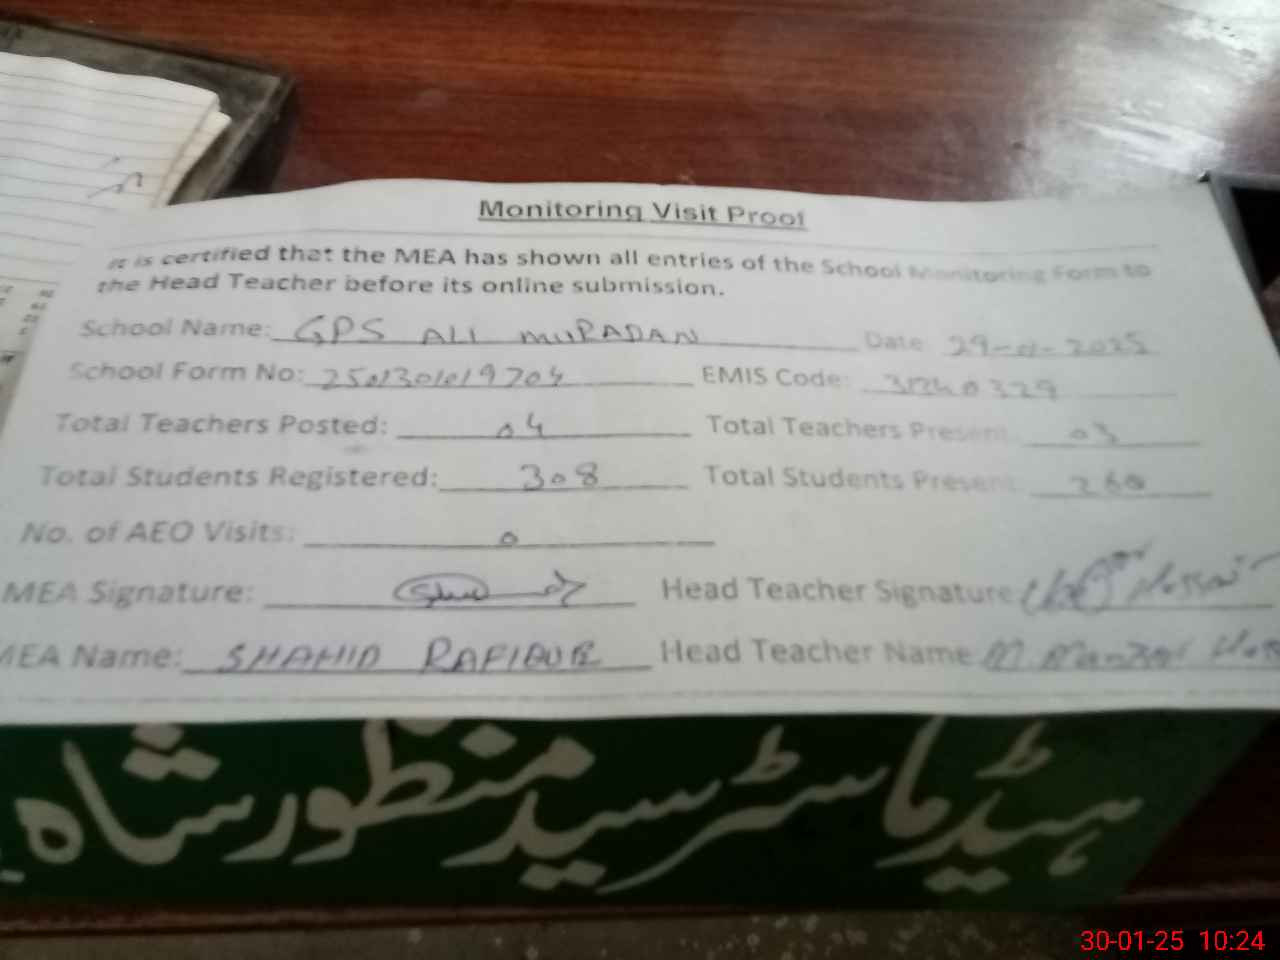 Monitoring Visit Proof
It is certified that the MEA has shown all entries of the School Monitoring Form to
the Head Teacher before its online submission.
School Name: GPS ALI MURADAN Date 29-01-2025
School Form No: 2501301019704 EMIS Code:
Total Teachers Posted: 04 Total Teachers Present 03
Total Students Registered: 308 Total Students Present 260
No. of AEO Visits: 0
MEA Signature: Head Teacher Signature
MEA Name: SHAHID RAFIQUE Head Teacher Name M. Manzoor
ہیڈماسٹر سید منظور شاہ
30-01-25 10:24